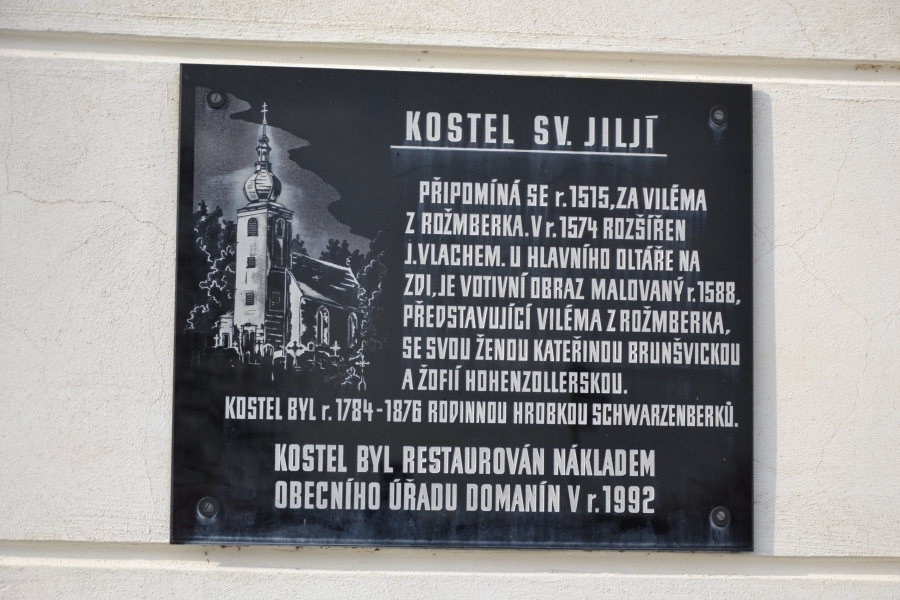 KOSTEL SV. JILJÍ
PŘIPOMÍNÁ SE r. 1515, ZA VILÉMA
Z ROŽMBERKA. V r. 1574 ROZŠÍŘEN
J. VLACHEM. U HLAVNÍHO OLTÁŘE NA
ZDI, JE VOTIVNÍ OBRAZ MALOVANÝ r. 1588,
PŘEDSTAVUJÍCÍ VILÉMA Z ROŽMBERKA,
SE SVOU ŽENOU KATEŘINOU BRUNŠVICKOU
A ŽOFIÍ HOHENZOLLERSKOU.
KOSTEL BYL r. 1784 - 1876 RODINNOU HROBKOU SCHWARZENBERKŮ.
KOSTEL BYL RESTAUROVÁN NÁKLADEM
OBECNÍHO ÚŘADU DOMANÍN V r. 1992